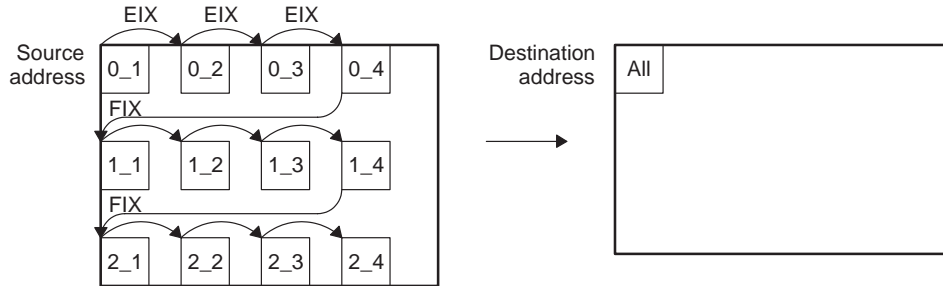 EIX EIX EIX
Source
address
0_1 0_2 0_3 0_4
FIX
1_1 1_2 1_3 1_4
FIX
2_1 2_2 2_3 2_4
Destination
address
All